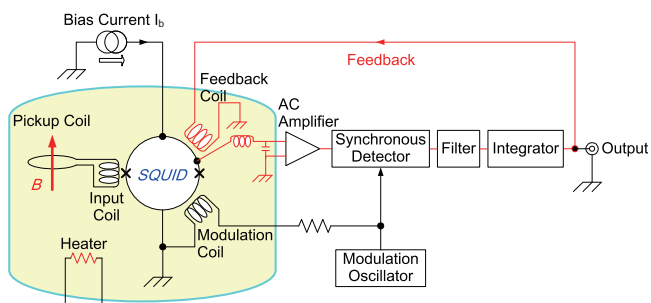 Bias Current Ib
Feedback
Feedback
Coil
AC
Amplifier
Pickup Coil
Synchronous
Detector
Filter
Integrator
Output
SQUID
B
Input
Coil
Modulation
Coil
Heater
Modulation
Oscillator